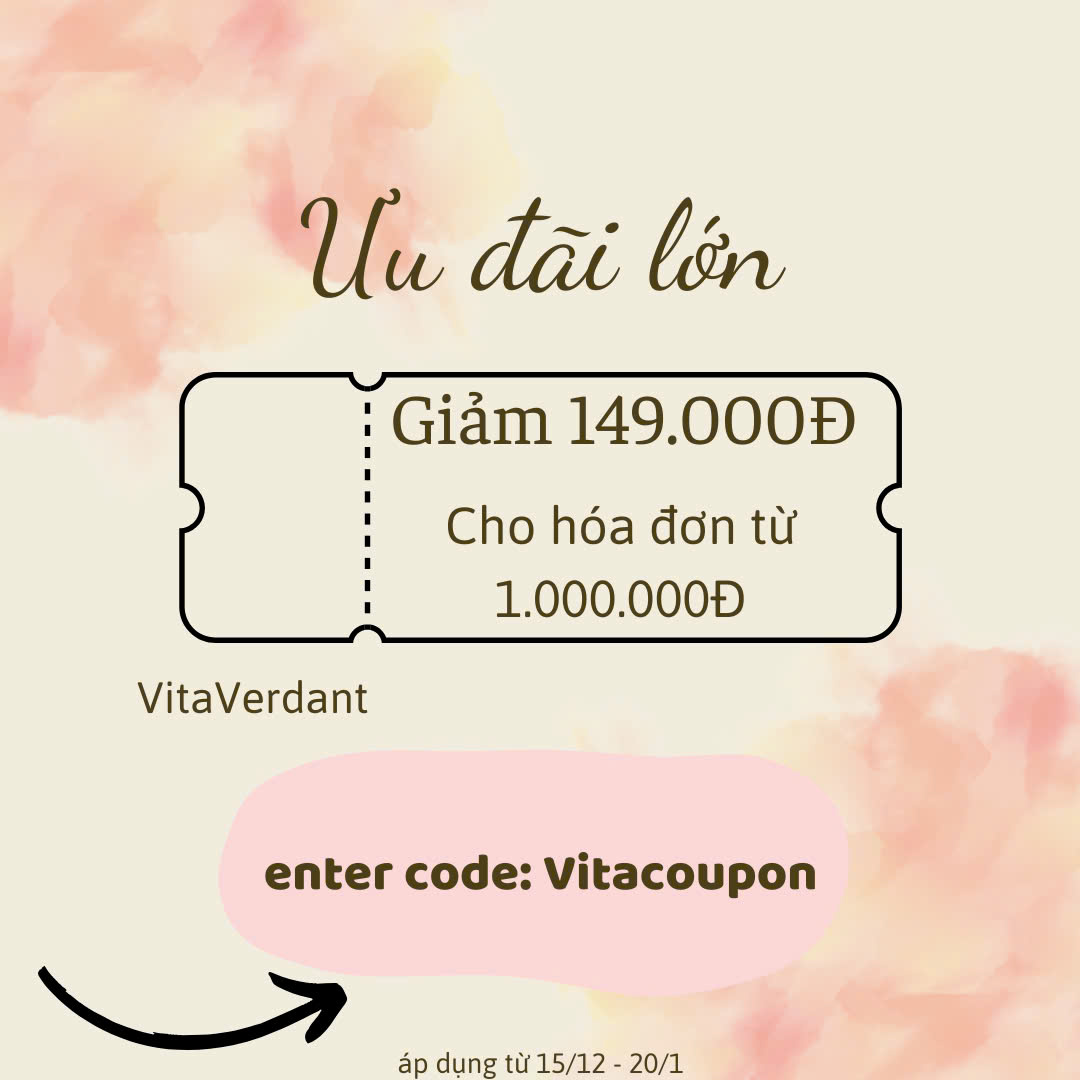 Ưu đãi lớn
Giảm 149.000Đ
Cho hóa đơn từ
1.000.000Đ
VitaVerdant
enter code: Vitacoupon
áp dụng từ 15/12 - 20/1